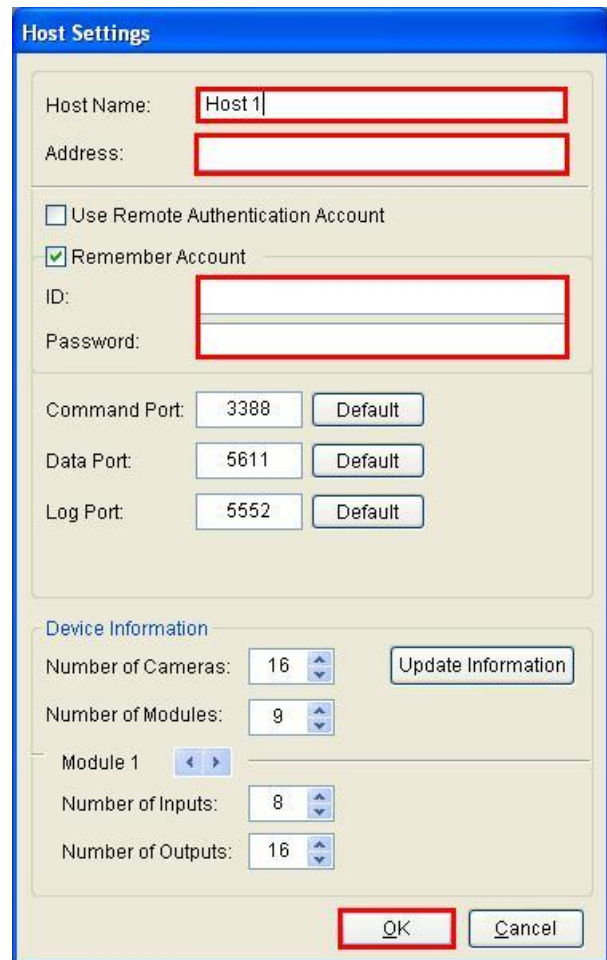 Host Settings
Host Name: Host 1
Address:
Use Remote Authentication Account
Remember Account
ID:
Password:
Command Port: 3388 Default
Data Port: 5611 Default
Log Port: 5552 Default
Device Information
Number of Cameras: 16 Update Information
Number of Modules: 9
Module 1
Number of Inputs: 8
Number of Outputs: 16
OK Cancel